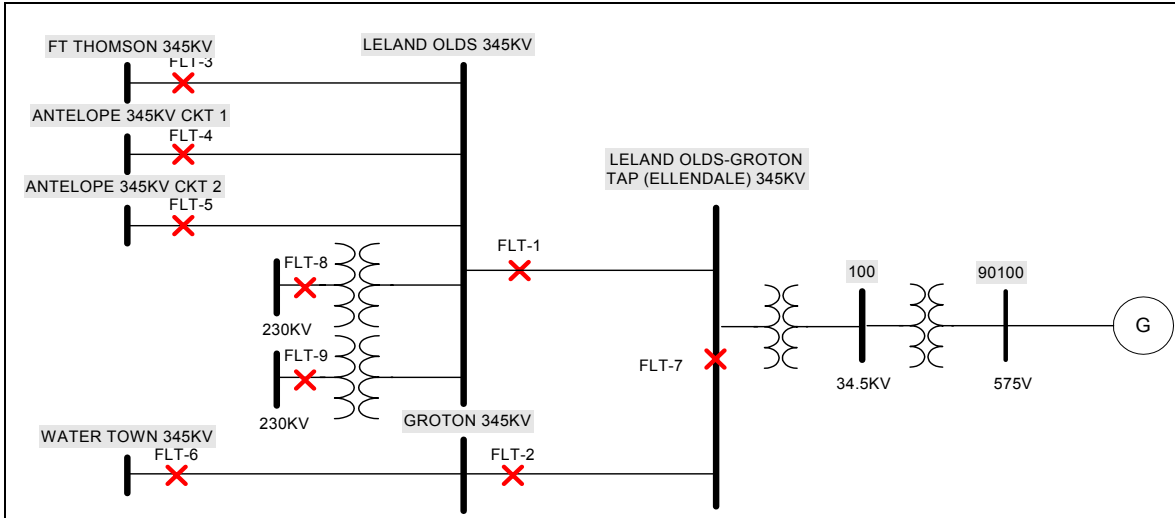 FT THOMSON 345KV
FLT-3
LELAND OLDS 345KV
ANTELOPE 345KV CKT 1
FLT-4
ANTELOPE 345KV CKT 2
FLT-5
LELAND OLDS-GROTON
TAP (ELLENDALE) 345KV
FLT-1
FLT-8
230KV
FLT-9
230KV
100
90100
G
FLT-7
34.5KV
575V
GROTON 345KV
WATER TOWN 345KV
FLT-6
FLT-2